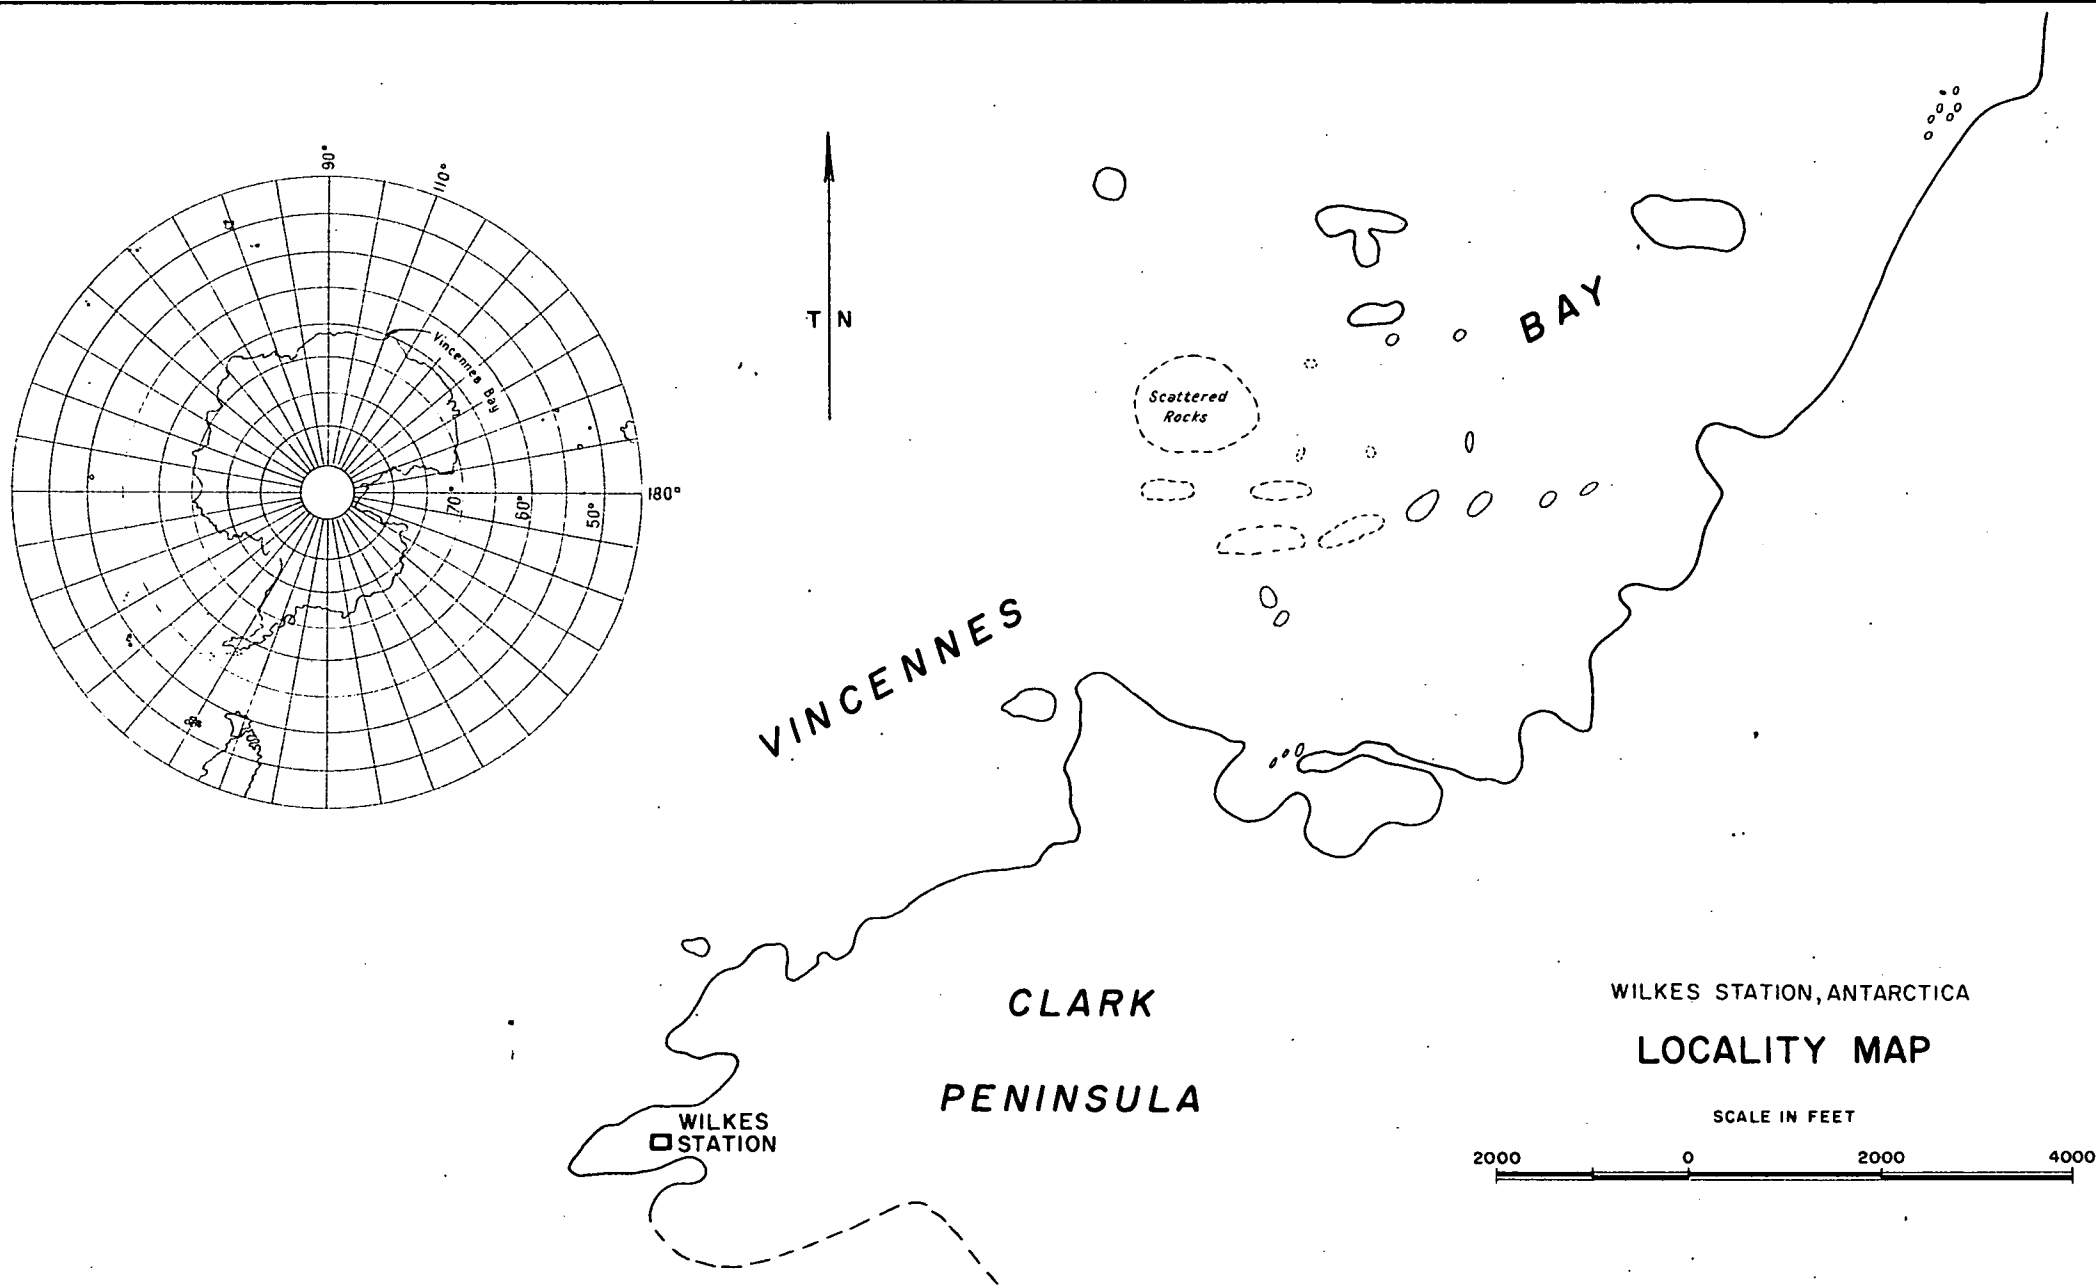 90°
110°
Vincennes Bay
180°
70°
60°
50°
T N
BAY
Scattered
Rocks
VINCENNES
CLARK
PENINSULA
WILKES
STATION
WILKES STATION, ANTARCTICA
LOCALITY MAP
SCALE IN FEET
2000 0 2000 4000